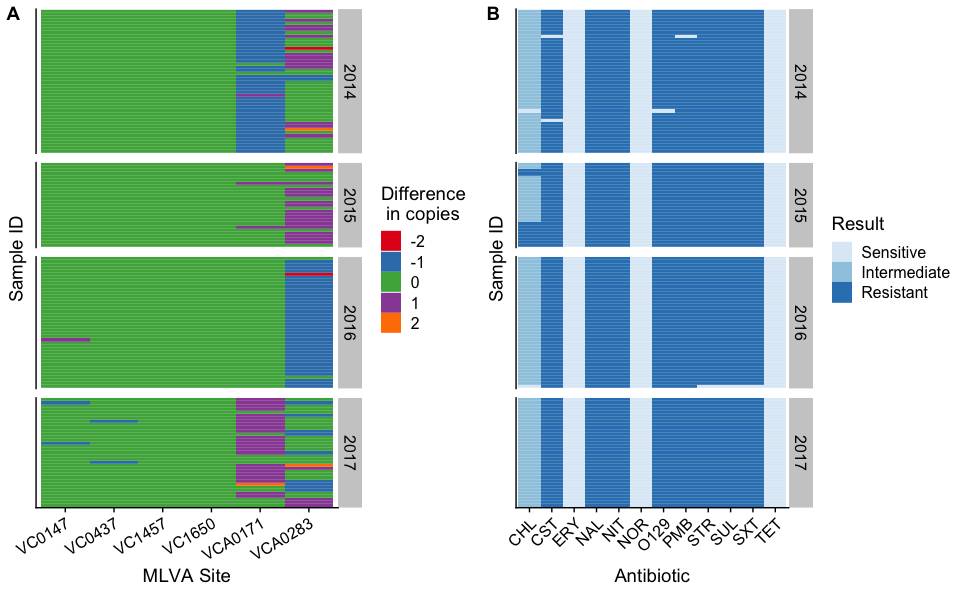 A
Sample ID
2014
2015
2016
2017
VC0147
VC0437
VC1457
VC1650
VCA0171
VCA0283
MLVA Site
Difference
in copies
-2
-1
0
1
2
B
Sample ID
2014
2015
2016
2017
CHL
CST
ERY
NAL
NIT
NOR
O129
PMB
STR
SUL
SXT
TET
Antibiotic
Result
Sensitive
Intermediate
Resistant